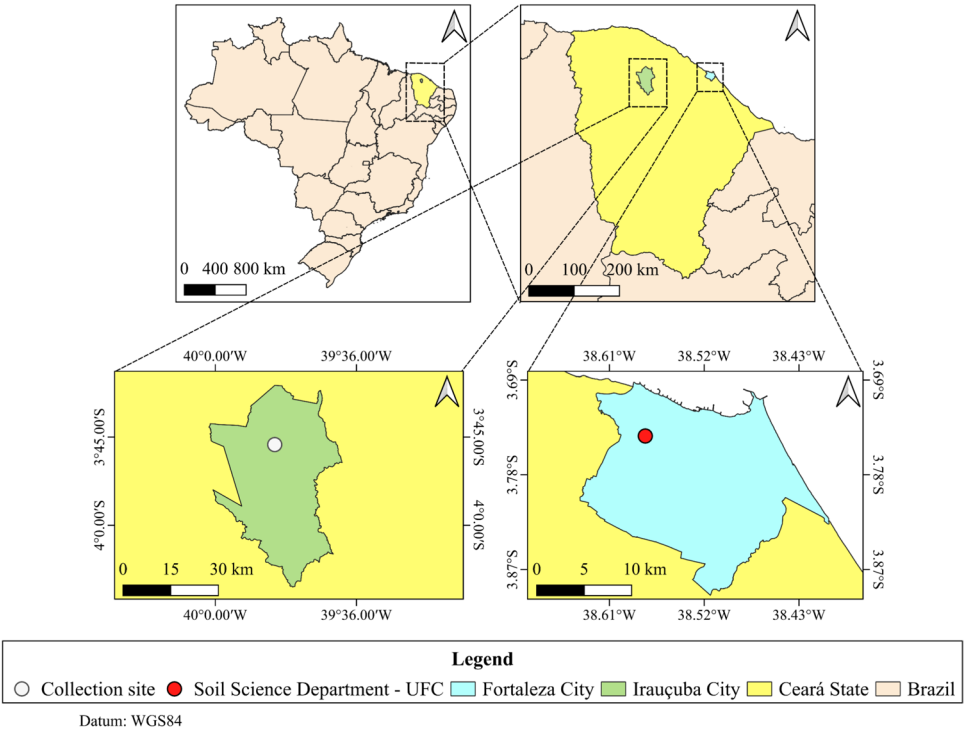 0 400 800 km
0 100 200 km
40°0.00'W 39°36.00'W
3°45.00'S
4°0.00'S
3°45.00'S
4°0.00'S
0 15 30 km
40°0.00'W 39°36.00'W
38.61°W 38.52°W 38.43°W
3.69°S
3.78°S
3.87°S
3.69°S
3.78°S
3.87°S
0 5 10 km
38.61°W 38.52°W 38.43°W
Legend
Collection site Soil Science Department - UFC Fortaleza City Irauçuba City Ceará State Brazil
Datum: WGS84